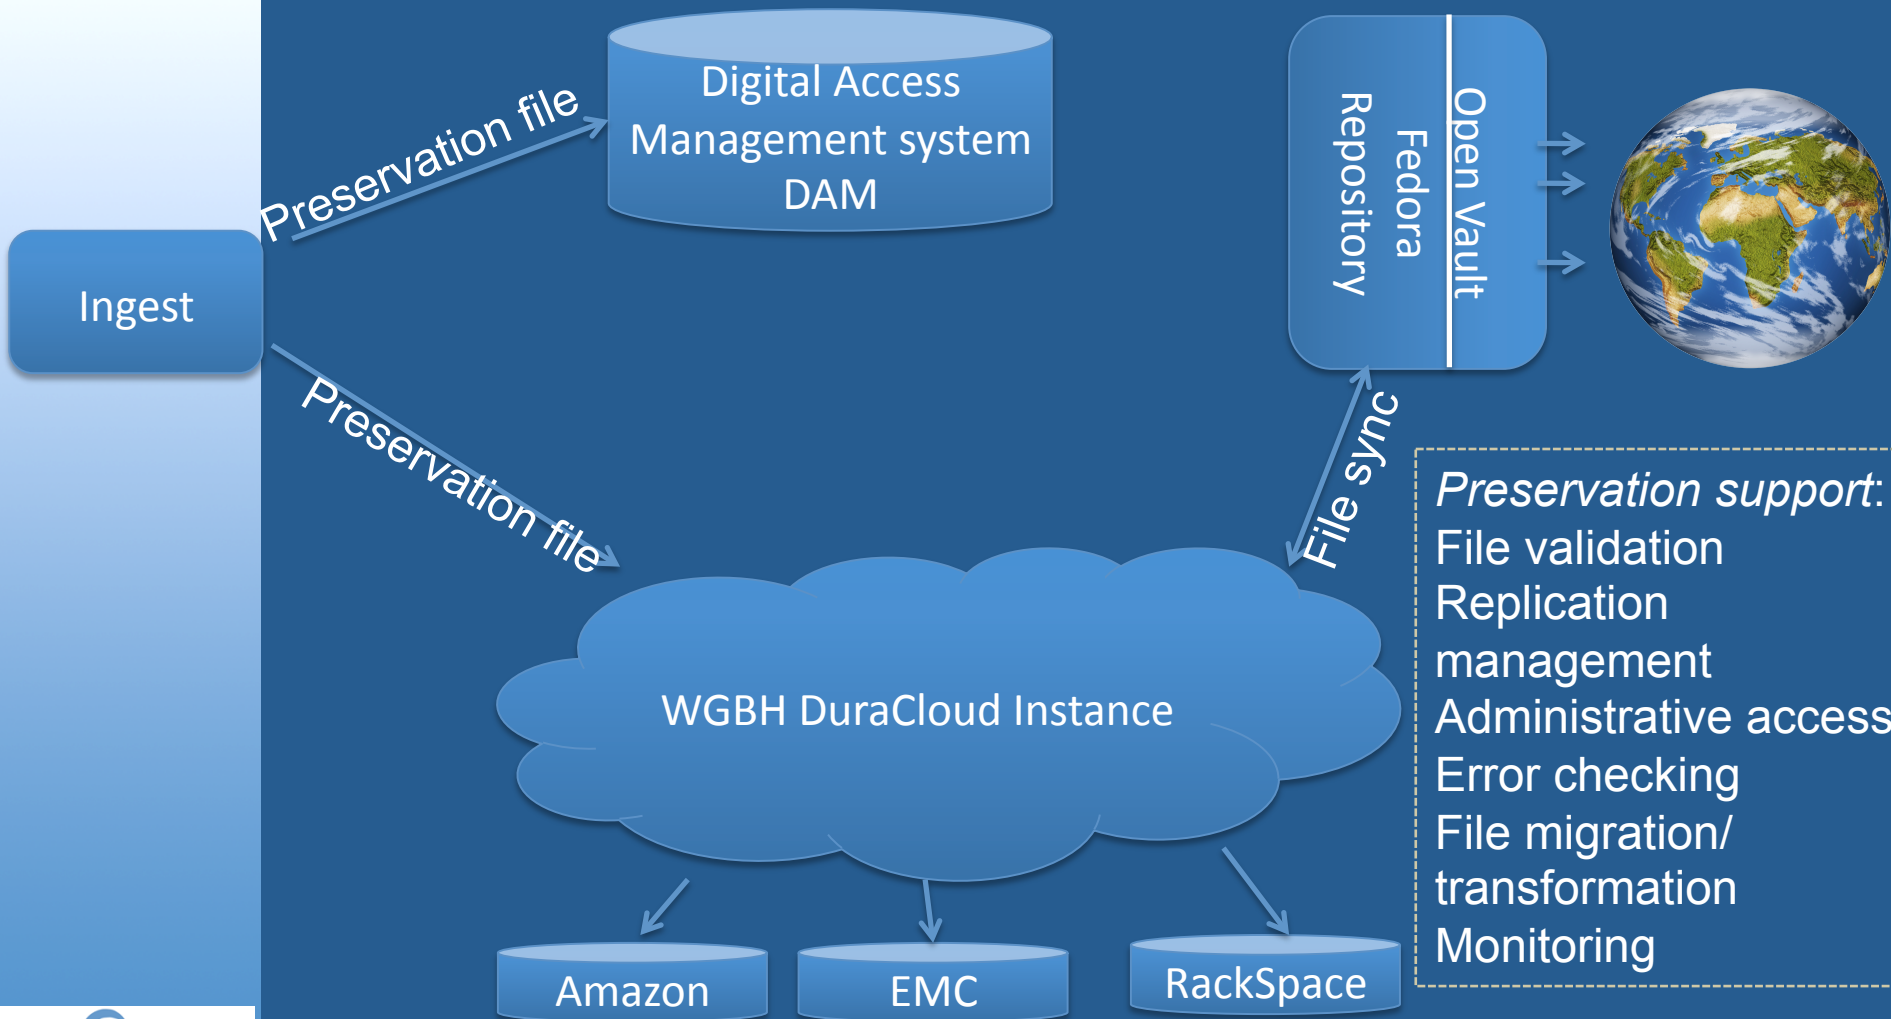 Preservation file
Digital Access
Management system
DAM
Open Vault
Fedora
Repository
Ingest
Preservation file
File sync
Preservation support:
File validation
Replication
management
Administrative access
Error checking
File migration/
transformation
Monitoring
WGBH DuraCloud Instance
Amazon
EMC
RackSpace